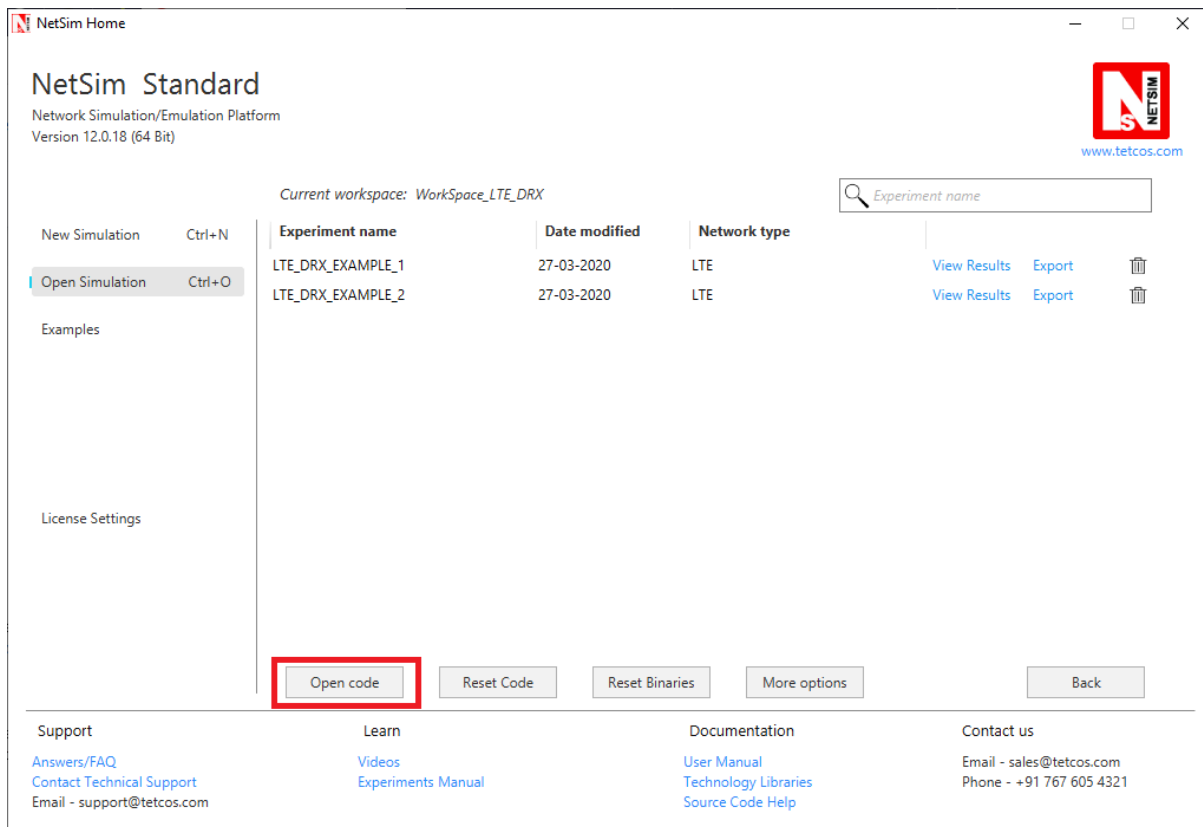 NetSim Home
NetSim Standard
Network Simulation/Emulation Platform
Version 12.0.18 (64 Bit)
NS NETSIM
www.tetcos.com
Current workspace: WorkSpace_LTE_DRX
Experiment name
New Simulation Ctrl+N
Open Simulation Ctrl+O
Examples
License Settings
Experiment name Date modified Network type
LTE_DRX_EXAMPLE_1 27-03-2020 LTE View Results Export
LTE_DRX_EXAMPLE_2 27-03-2020 LTE View Results Export
Open code Reset Code Reset Binaries More options Back
Support
Answers/FAQ
Contact Technical Support
Email - support@tetcos.com
Learn
Videos
Experiments Manual
Documentation
User Manual
Technology Libraries
Source Code Help
Contact us
Email - sales@tetcos.com
Phone - +91 767 605 4321